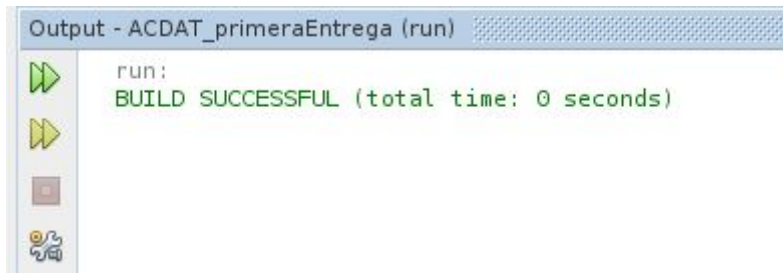 Output - ACDAT_primeraEntrega (run)
run:
BUILD SUCCESSFUL (total time: 0 seconds)